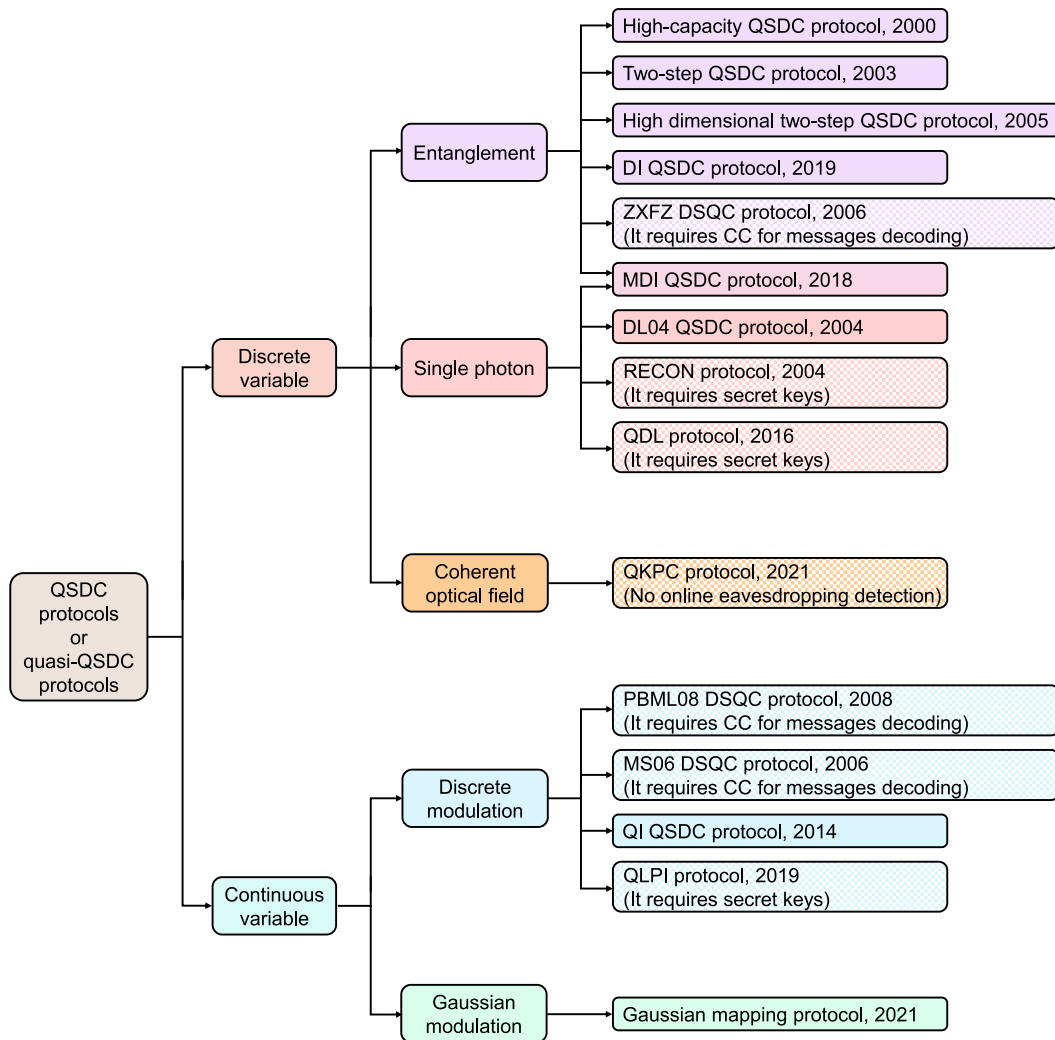 QSDC
protocols
or
quasi-QSDC
protocols
Discrete
variable
Continuous
variable
Entanglement
Single photon
Coherent
optical field
Discrete
modulation
Gaussian
modulation
High-capacity QSDC protocol, 2000
Two-step QSDC protocol, 2003
High dimensional two-step QSDC protocol, 2005
DI QSDC protocol, 2019
ZXFZ DSQC protocol, 2006
(It requires CC for messages decoding)
MDI QSDC protocol, 2018
DL04 QSDC protocol, 2004
RECON protocol, 2004
(It requires secret keys)
QDL protocol, 2016
(It requires secret keys)
QKPC protocol, 2021
(No online eavesdropping detection)
PBML08 DSQC protocol, 2008
(It requires CC for messages decoding)
MS06 DSQC protocol, 2006
(It requires CC for messages decoding)
QI QSDC protocol, 2014
QLPI protocol, 2019
(It requires secret keys)
Gaussian mapping protocol, 2021